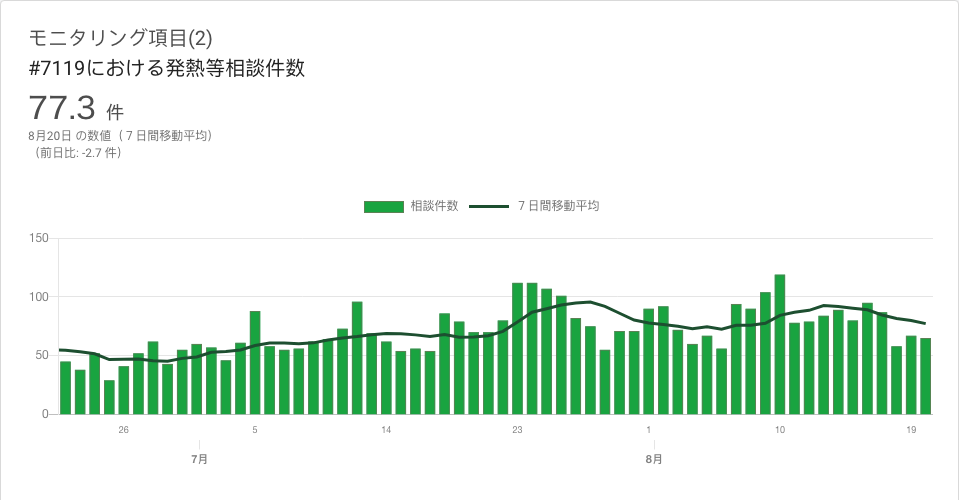 モニタリング項目(2)
#7119における発熱等相談件数
77.3 件
8月20日 の数値（７日間移動平均）
（前日比: -2.7 件）
相談件数 ７日間移動平均
150
100
50
0
26 5 14 23 1 10 19
7月 8月